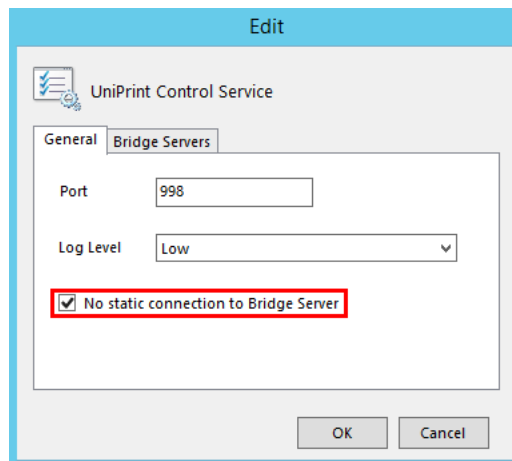 Edit
UniPrint Control Service
General Bridge Servers
Port 998
Log Level Low
No static connection to Bridge Server
OK Cancel